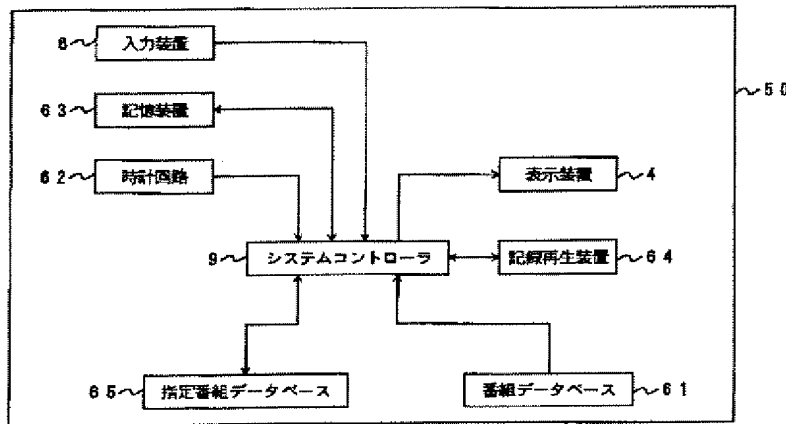 6 入力装置
50
63 記憶装置
62 時計回路
表示装置 4
9 システムコントローラ
記録再生装置 64
65 指定番組データベース
番組データベース 61